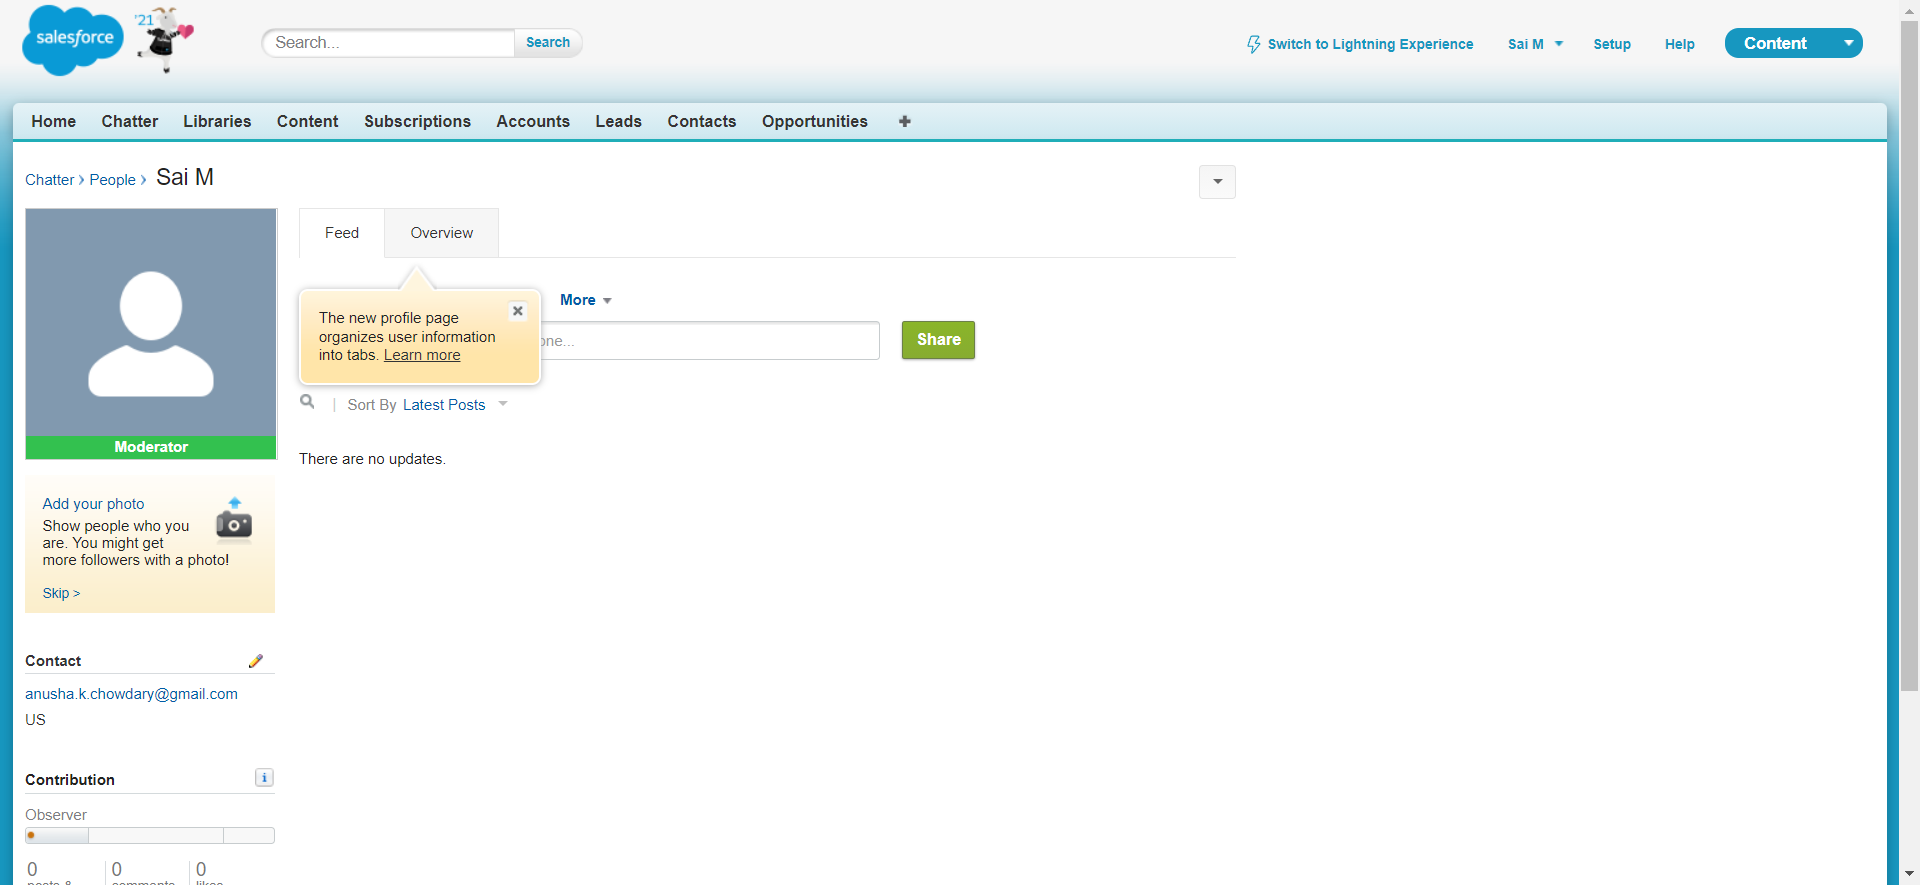 salesforce
'21
Search...
Search
Switch to Lightning Experience
Sai M
Setup
Help
Content
Home
Chatter
Libraries
Content
Subscriptions
Accounts
Leads
Contacts
Opportunities
Chatter › People › Sai M
Feed
Overview
The new profile page
organizes user information
into tabs. Learn more
More
one...
Share
Sort By Latest Posts
There are no updates.
Moderator
Add your photo
Show people who you
are. You might get
more followers with a photo!
Skip >
Contact
anusha.k.chowdary@gmail.com
US
Contribution
Observer
0
0
0
posts &
comments
likes